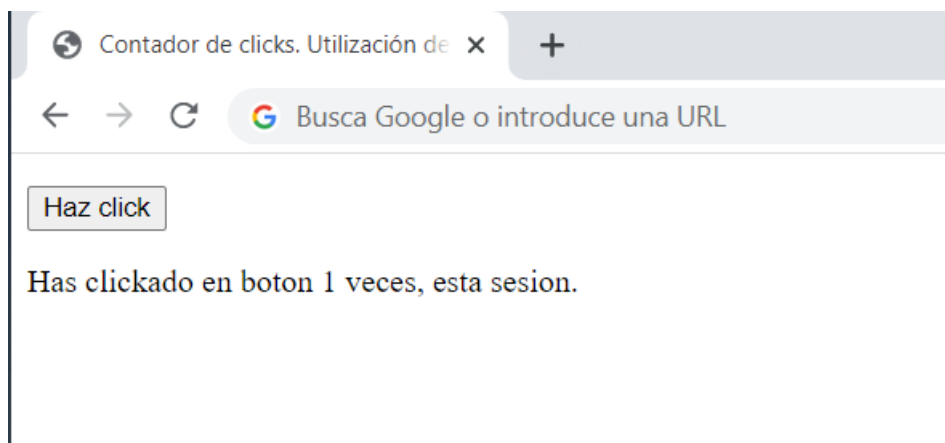 Contador de clicks. Utilización de
Busca Google o introduce una URL
Haz click
Has clickado en boton 1 veces, esta sesion.